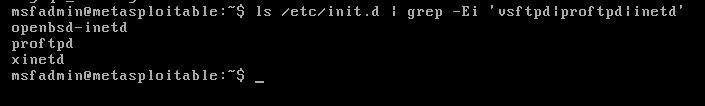 msfadmin@metasploitable:~$ ls /etc/init.d | grep -Ei 'vsftpd|proftpd|inetd'
openbsd-inetd
proftpd
xinetd
msfadmin@metasploitable:~$ _